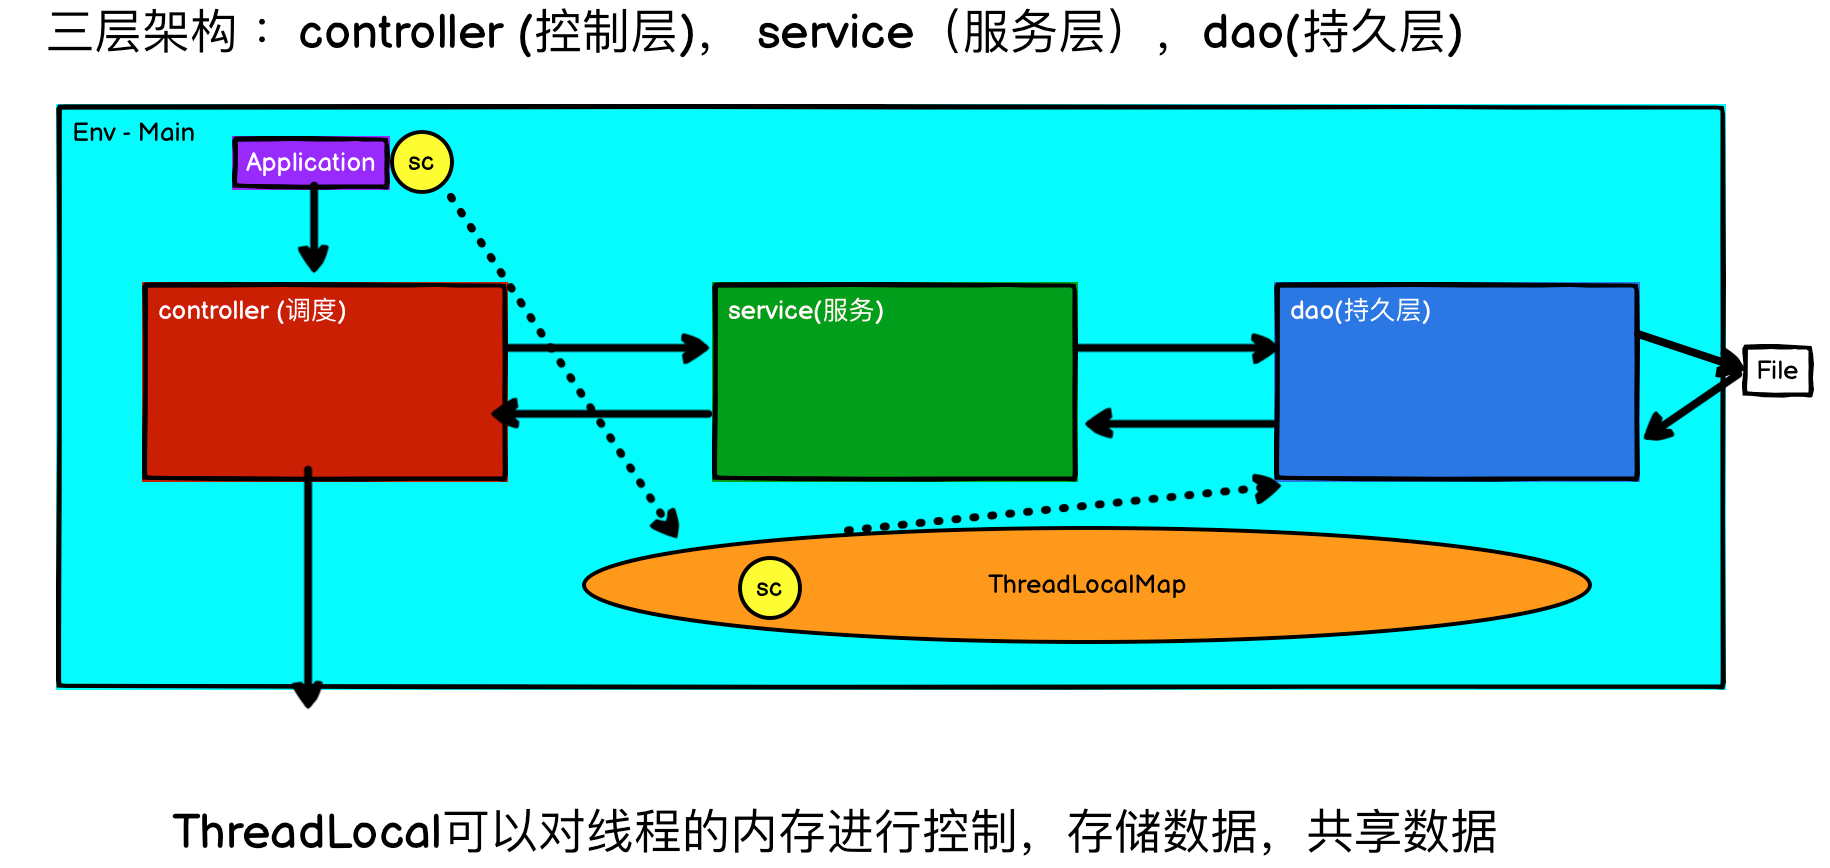 三层架构 ： controller (控制层)， service（服务层）, dao(持久层)
Env - Main
Application
sc
controller (调度)
service(服务)
dao(持久层)
File
sc
ThreadLocalMap
ThreadLocal可以对线程的内存进行控制，存储数据，共享数据